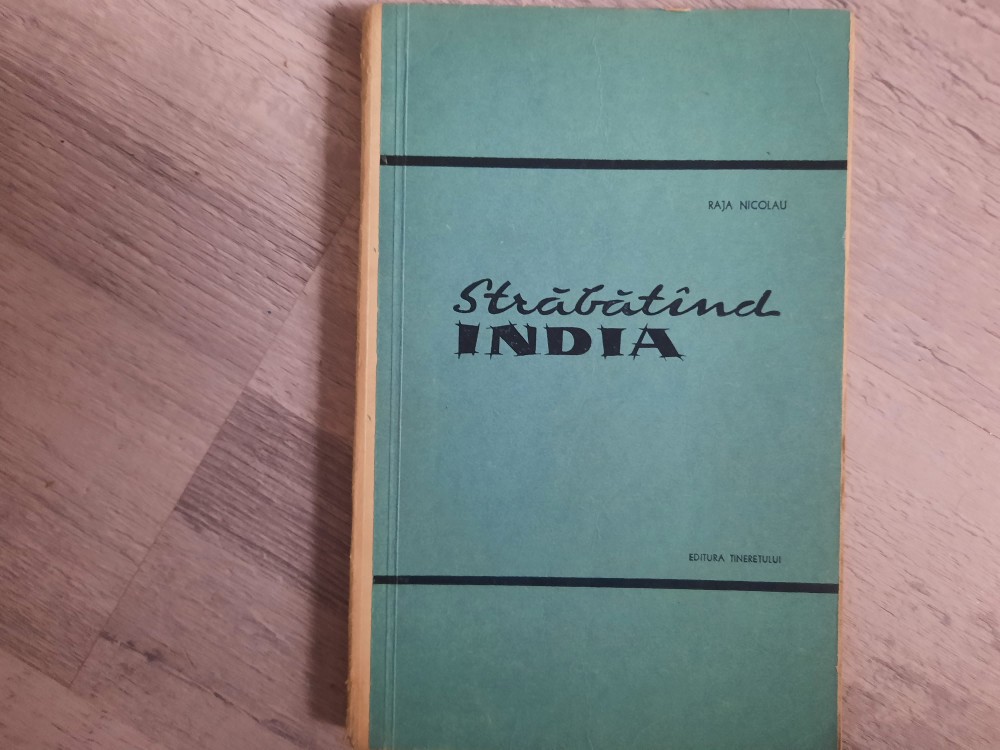 RAJA NICOLAU
Străbătînd
INDIA
EDITURA TINERETULUI